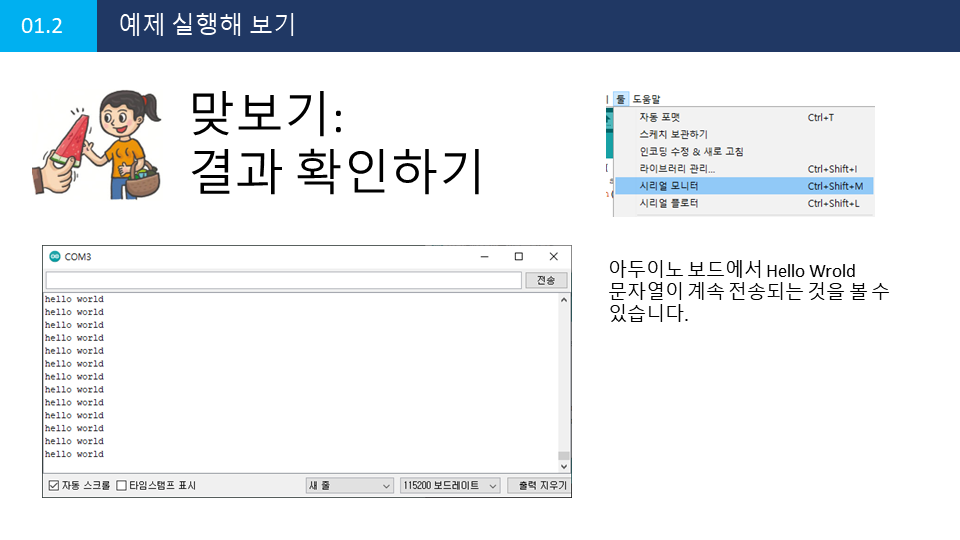 01.2
예제 실행해 보기
맞보기:
결과 확인하기
툴 도움말
자동 포맷 Ctrl+T
스케치 보관하기
인코딩 수정 & 새로 고침
라이브러리 관리... Ctrl+Shift+I
시리얼 모니터 Ctrl+Shift+M
시리얼 플로터 Ctrl+Shift+L
COM3
전송
hello world
hello world
hello world
hello world
hello world
hello world
hello world
hello world
hello world
hello world
hello world
hello world
hello world
자동 스크롤 타임스탬프 표시 새 줄 115200 보드레이트 출력 지우기
아두이노 보드에서 Hello Wrold
문자열이 계속 전송되는 것을 볼 수
있습니다.